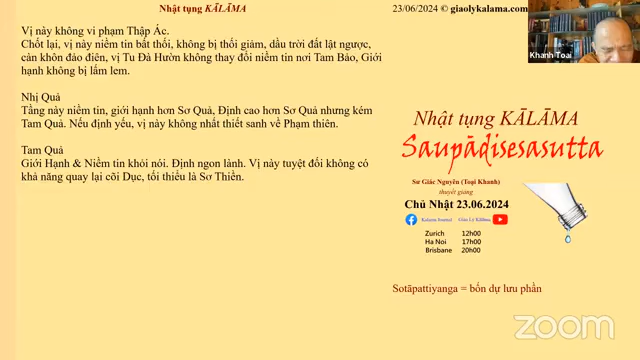 Nhật tụng KĀLĀMA
23/06/2024 © giaolykalama.com
Vị này không vi phạm Thập Ác.
Chốt lại, vị này niềm tin bất thối, không bị thối giảm, dầu trời đất lật ngược,
càn khôn đảo điên, vị Tu Đà Hườn không thay đổi niềm tin nơi Tam Bảo, Giới
hạnh không bị lấm lem.
Nhị Quả
Tầng này niềm tin, giới hạnh hơn Sơ Quả, Định cao hơn Sơ Quả nhưng kém
Tam Quả. Nếu định yếu, vị này không nhất thiết sanh về Phạm thiên.
Tam Quả
Giới Hạnh & Niềm tin khỏi nói. Định ngon lành. Vị này tuyệt đối không có
khả năng quay lại cõi Dục, tối thiểu là Sơ Thiền.
Khanh Toai
Nhật tụng KĀLĀMA
Saupādisesasutta
Sư Giác Nguyên (Toại Khanh)
thuyết giảng
Chủ Nhật 23.06.2024
Kalama Journal Giáo Lý Kālāma
Zurich 12h00
Ha Noi 17h00
Brisbane 20h00
Sotāpattiyanga = bốn dự lưu phần
zoom